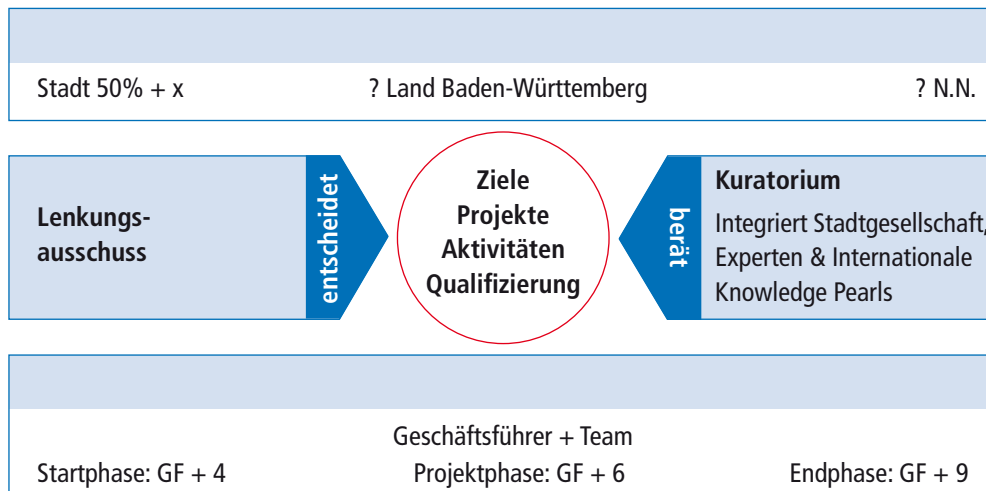 Stadt 50% + x ? Land Baden-Württemberg ? N.N.
Lenkungs-
ausschuss
entscheidet
Ziele
Projekte
Aktivitäten
Qualifizierung
berät
Kuratorium
Integriert Stadtgesellschaft,
Experten & Internationale
Knowledge Pearls
Geschäftsführer + Team
Startphase: GF + 4 Projektphase: GF + 6 Endphase: GF + 9